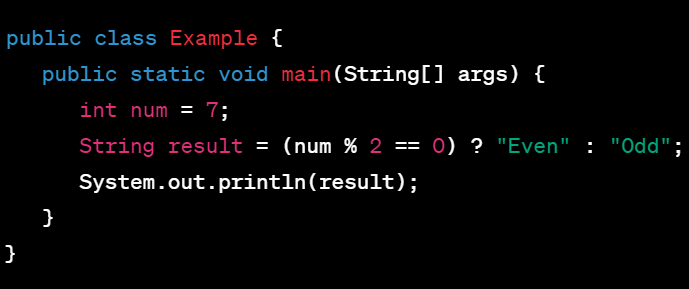 public class Example {
public static void main(String[] args) {
int num = 7;
String result = (num % 2 == 0) ? "Even" : "Odd";
System.out.println(result);
}
}